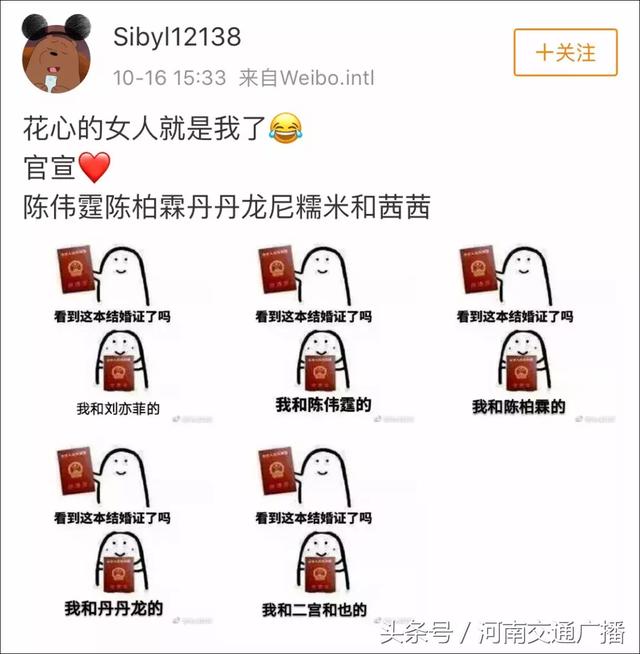 Sibyl12138
十关注
10-16 15:33 来自Weibo.intl
花心的女人就是我了😂
官宣❤️
陈伟霆陈柏霖丹丹龙尼糯米和茜茜
看到这本结婚证了吗
我和刘亦菲的
看到这本结婚证了吗
我和陈伟霆的
看到这本结婚证了吗
我和陈柏霖的
看到这本结婚证了吗
我和丹丹龙的
看到这本结婚证了吗
我和二宫和也的
头条号 / 河南交通广播